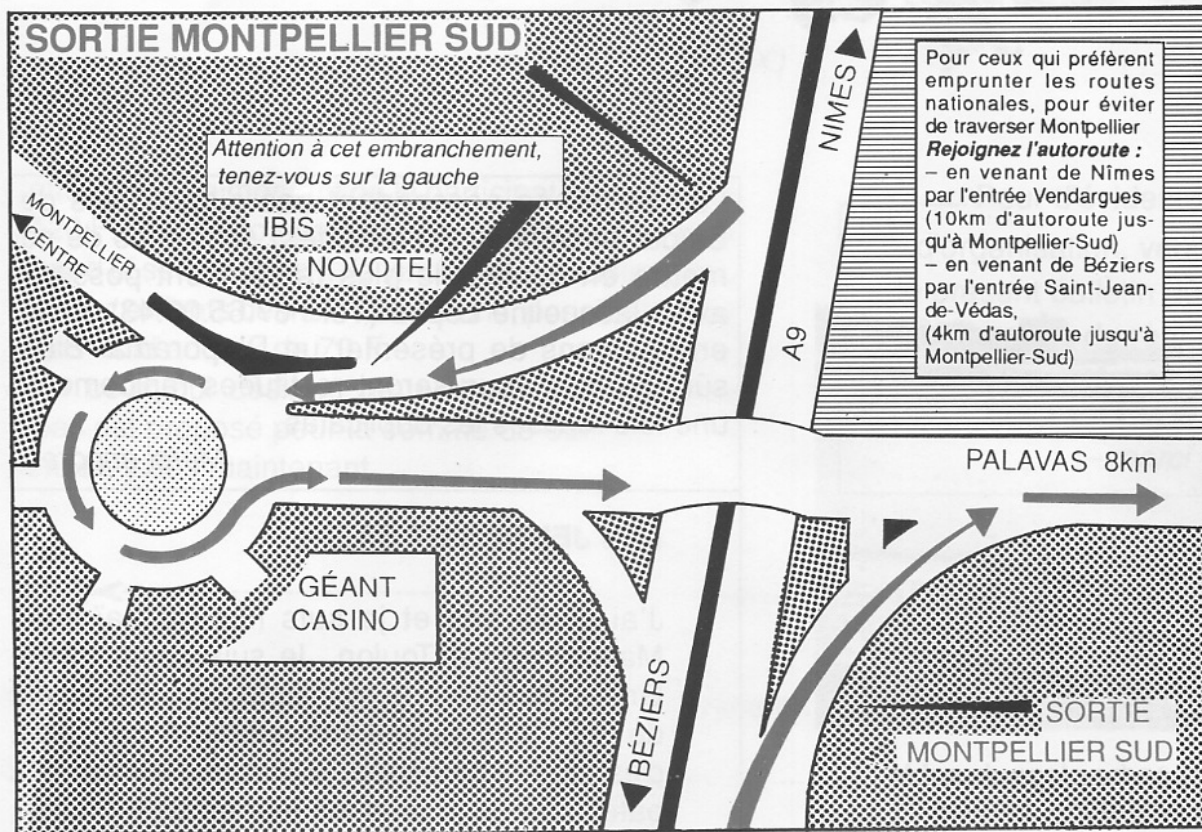 SORTIE MONTPELLIER SUD
Attention à cet embranchement,
tenez-vous sur la gauche
IBIS
NOVOTEL
MONTPELLIER
CENTRE
NIMES
A9
Pour ceux qui préfèrent
emprunter les routes
nationales, pour éviter
de traverser Montpellier
Rejoignez l'autoroute :
– en venant de Nîmes
par l'entrée Vendargues
(10km d'autoroute jus-
qu'à Montpellier-Sud)
– en venant de Béziers
par l'entrée Saint-Jean-
de-Védas,
(4km d'autoroute jusqu'à
Montpellier-Sud)
PALAVAS 8km
GÉANT
CASINO
BÉZIERS
SORTIE
MONTPELLIER SUD